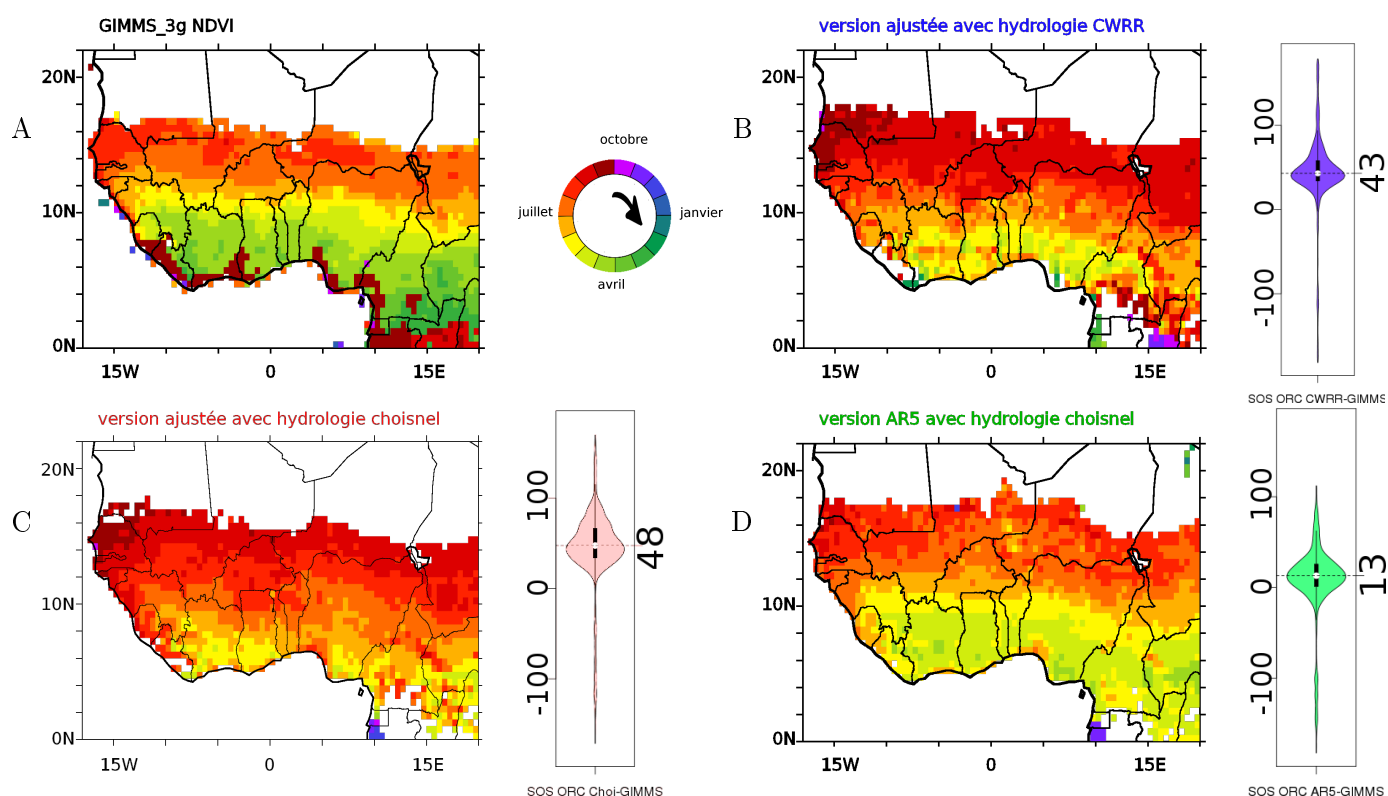 GIMMS_3g NDVI
version ajustée avec hydrologie CWRR
A
B
20N
10N
0N
15W
0
15E
octobre
juillet
janvier
avril
20N
10N
0N
15W
0
15E
100
0
-100
43
SOS ORC CWRR-GIMMS
version ajustée avec hydrologie choisnel
version AR5 avec hydrologie choisnel
C
D
20N
10N
0N
15W
0
15E
100
0
-100
48
SOS ORC Choi-GIMMS
20N
10N
0N
15W
0
15E
100
0
-100
13
SOS ORC AR5-GIMMS